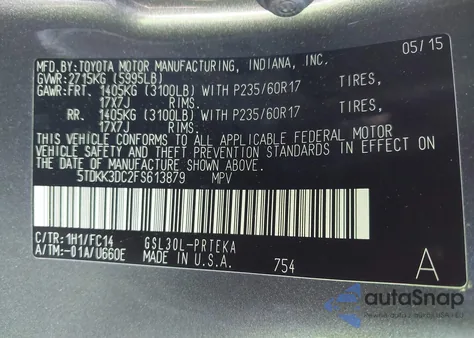 MFD.BY:TOYOTA MOTOR MANUFACTURING, INDIANA, INC. 05/15
GVWR:2715KG (5995LB)
GAWR:FRT. 1405KG (3100LB) WITH P235/60R17 TIRES,
17X7J RIMS.
RR. 1405KG (3100LB) WITH P235/60R17 TIRES,
17X7J RIMS.
THIS VEHICLE CONFORMS TO ALL APPLICABLE FEDERAL MOTOR
VEHICLE SAFETY AND THEFT PREVENTION STANDARDS IN EFFECT ON
THE DATE OF MANUFACTURE SHOWN ABOVE.
5TDKK3DC2FS613879 MPV
C/TR:1H1/FC14 GSL30L-PRTEKA
A/TM:-01A/U660E MADE IN U.S.A. 754 A
autoSnap